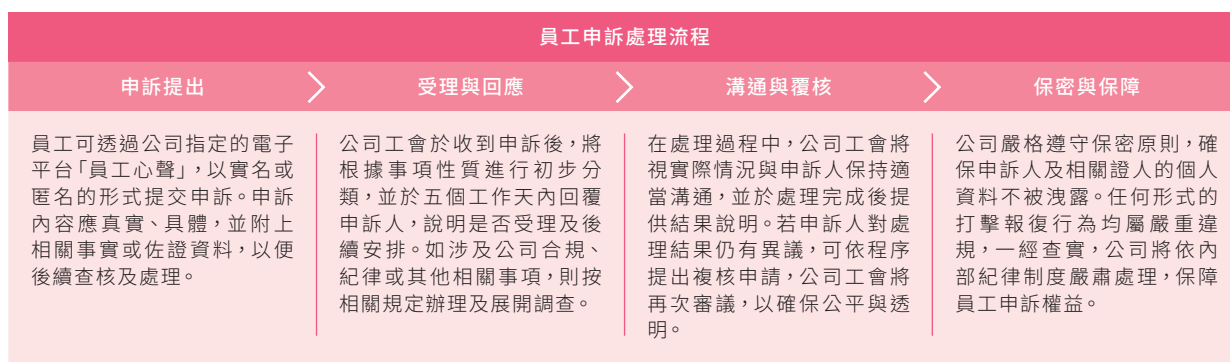 員工申訴處理流程
申訴提出
受理與回應
溝通與覆核
保密與保障
員工可透過公司指定的電子
平台「員工心聲」，以實名或
匿名的形式提交申訴。申訴
內容應真實、具體，並附上
相關事實或佐證資料，以便
後續查核及處理。
公司工會於收到申訴後，將
根據事項性質進行初步分
類，並於五個工作天內回覆
申訴人，說明是否受理及後
續安排。如涉及公司合規、
紀律或其他相關事項，則按
相關規定辦理及展開調查。
在處理過程中，公司工會將
視實際情況與申訴人保持適
當溝通，並於處理完成後提
供結果說明。若申訴人對處
理結果仍有異議，可依程序
提出複核申請，公司工會將
再次審議，以確保公平與透
明。
公司嚴格遵守保密原則，確
保申訴人及相關證人的個人
資料不被洩露。任何形式的
打擊報復行為均屬嚴重違
規，一經查實，公司將依內
部紀律制度嚴肅處理，保障
員工申訴權益。